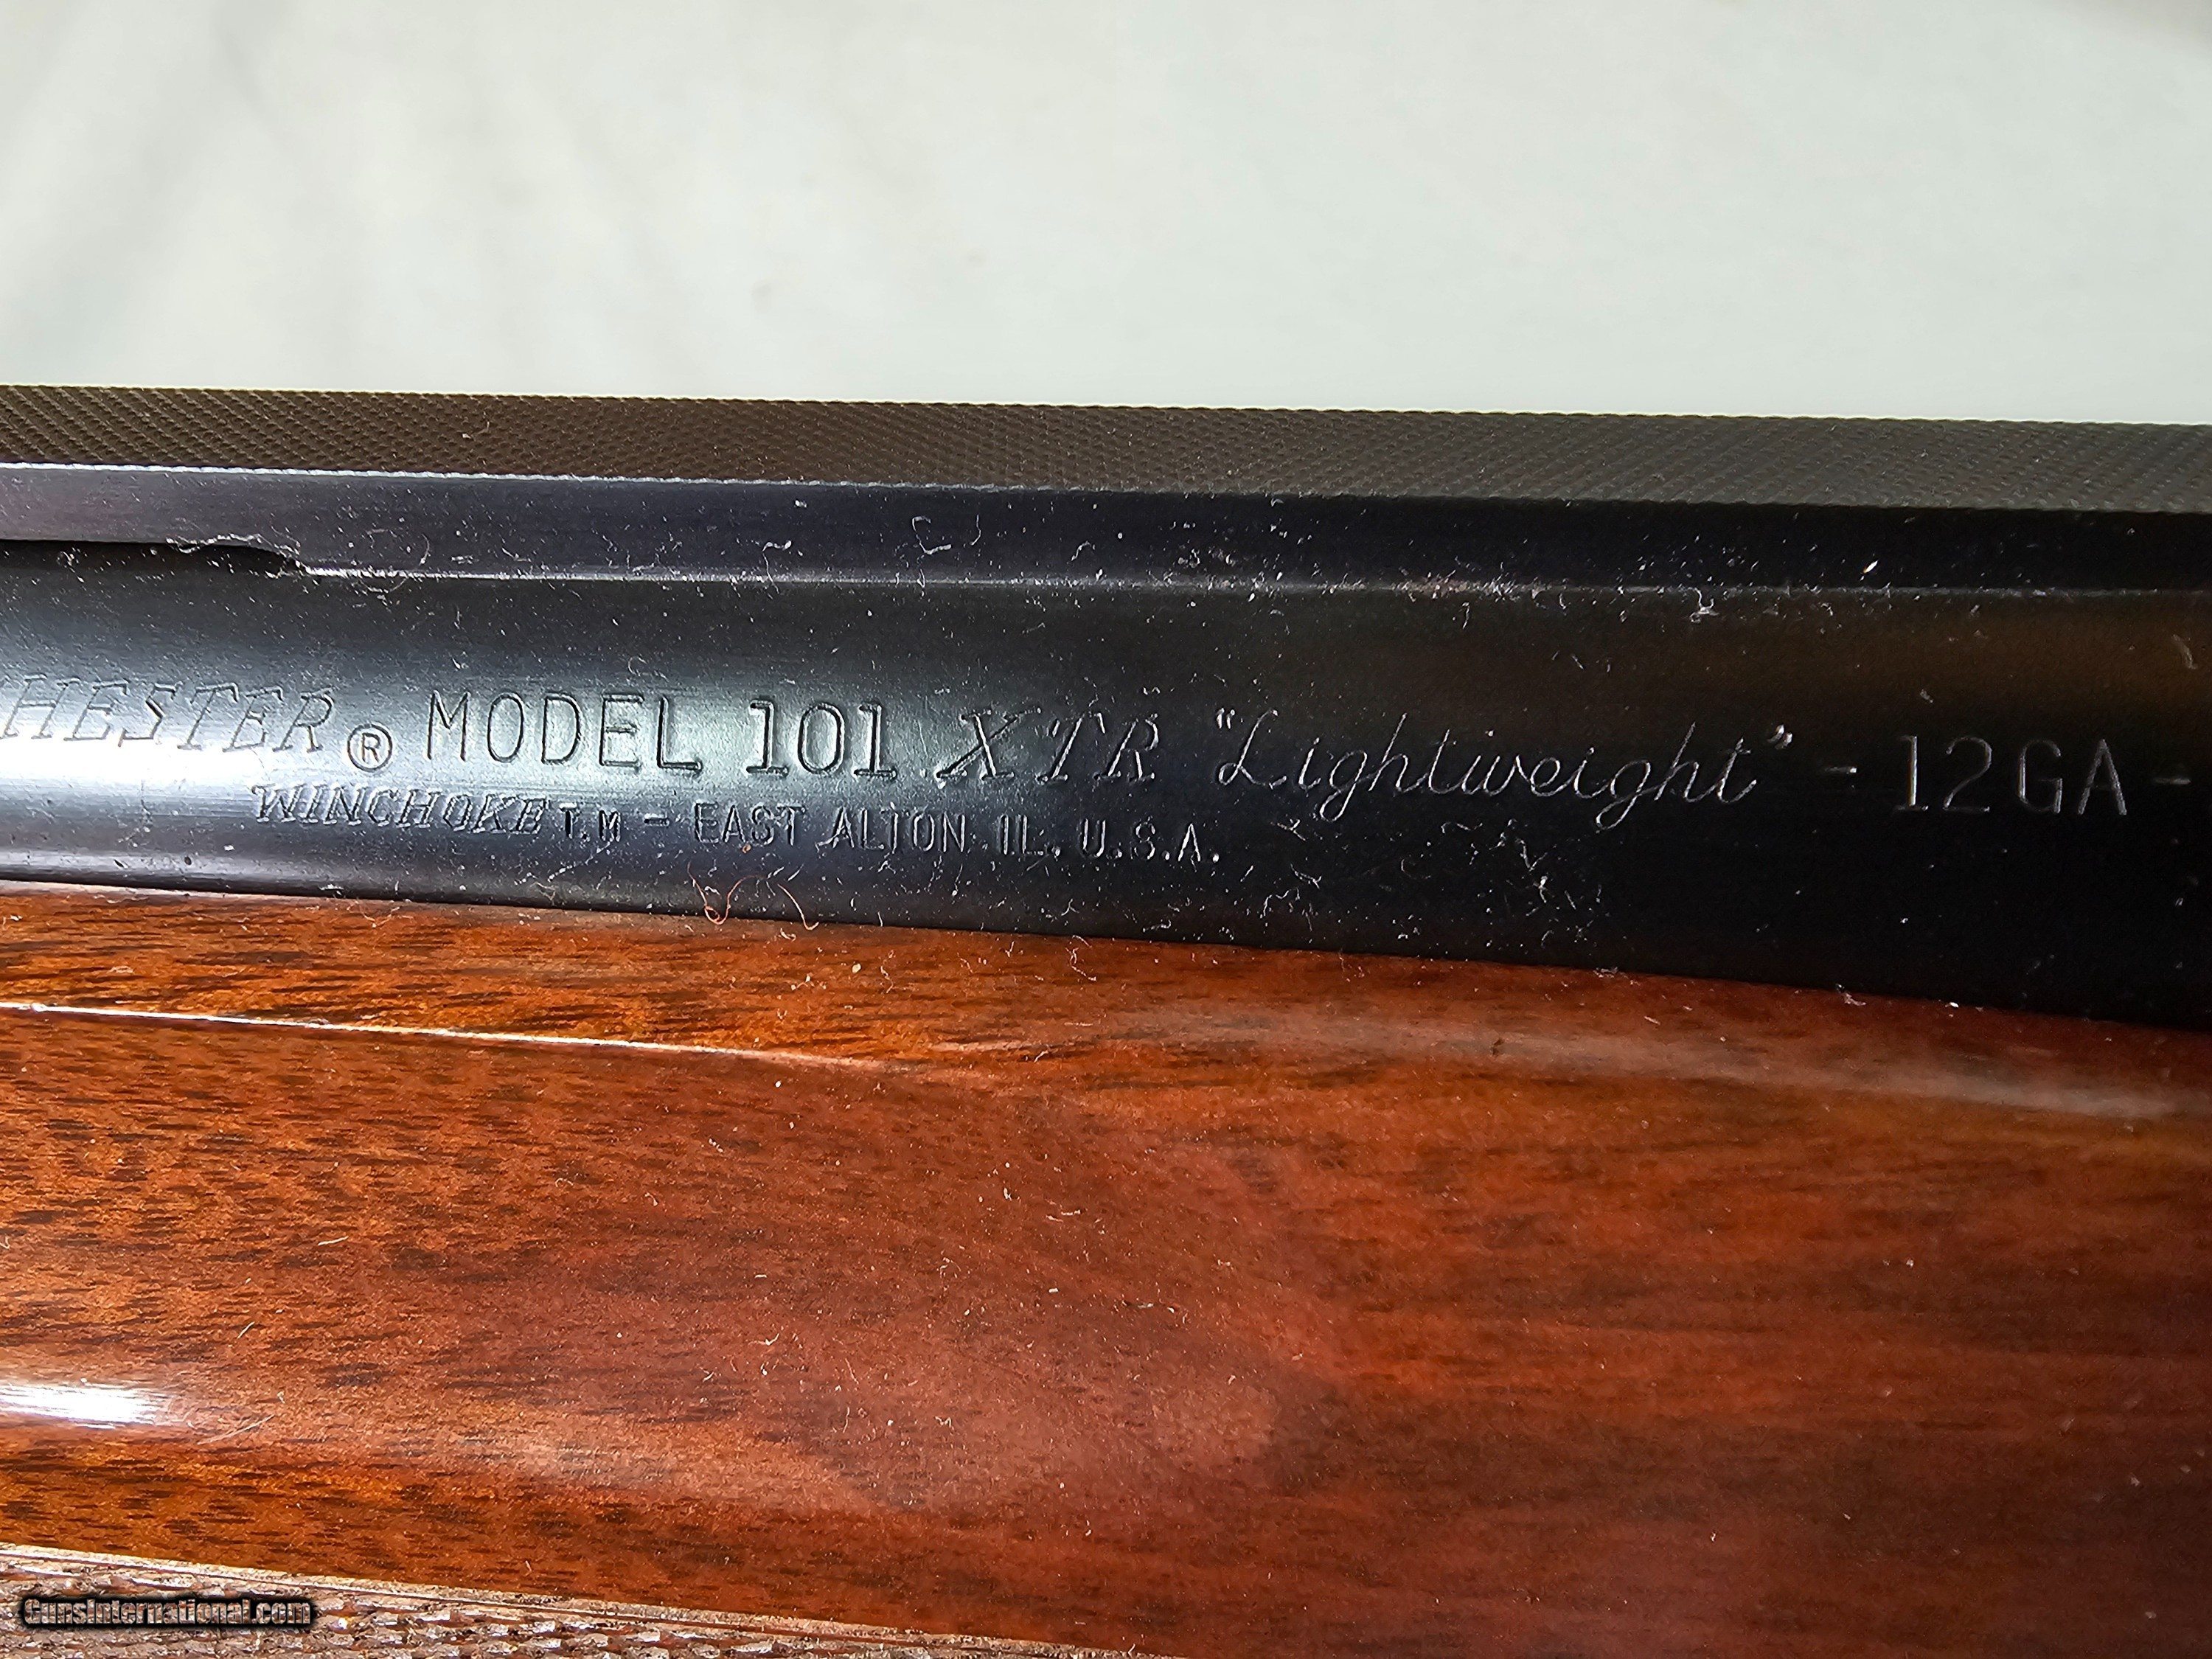 HESTER ® MODEL 101 XTR "Lightweight" - 12GA -
WINCHOKE T.M - EAST ALTON IL. U.S.A.
GunsInternational.com